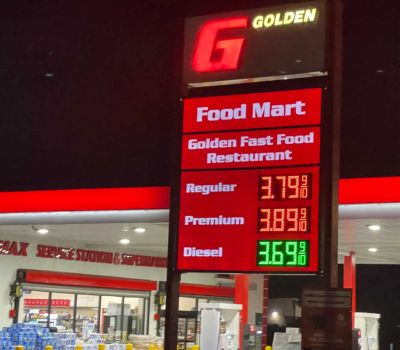 G GOLDEN
Food Mart
Golden Fast Food
Restaurant
Regular 3.79 9/10
Premium 3.89 9/10
Diesel 3.69 9/10
SERVICE STATION &
G